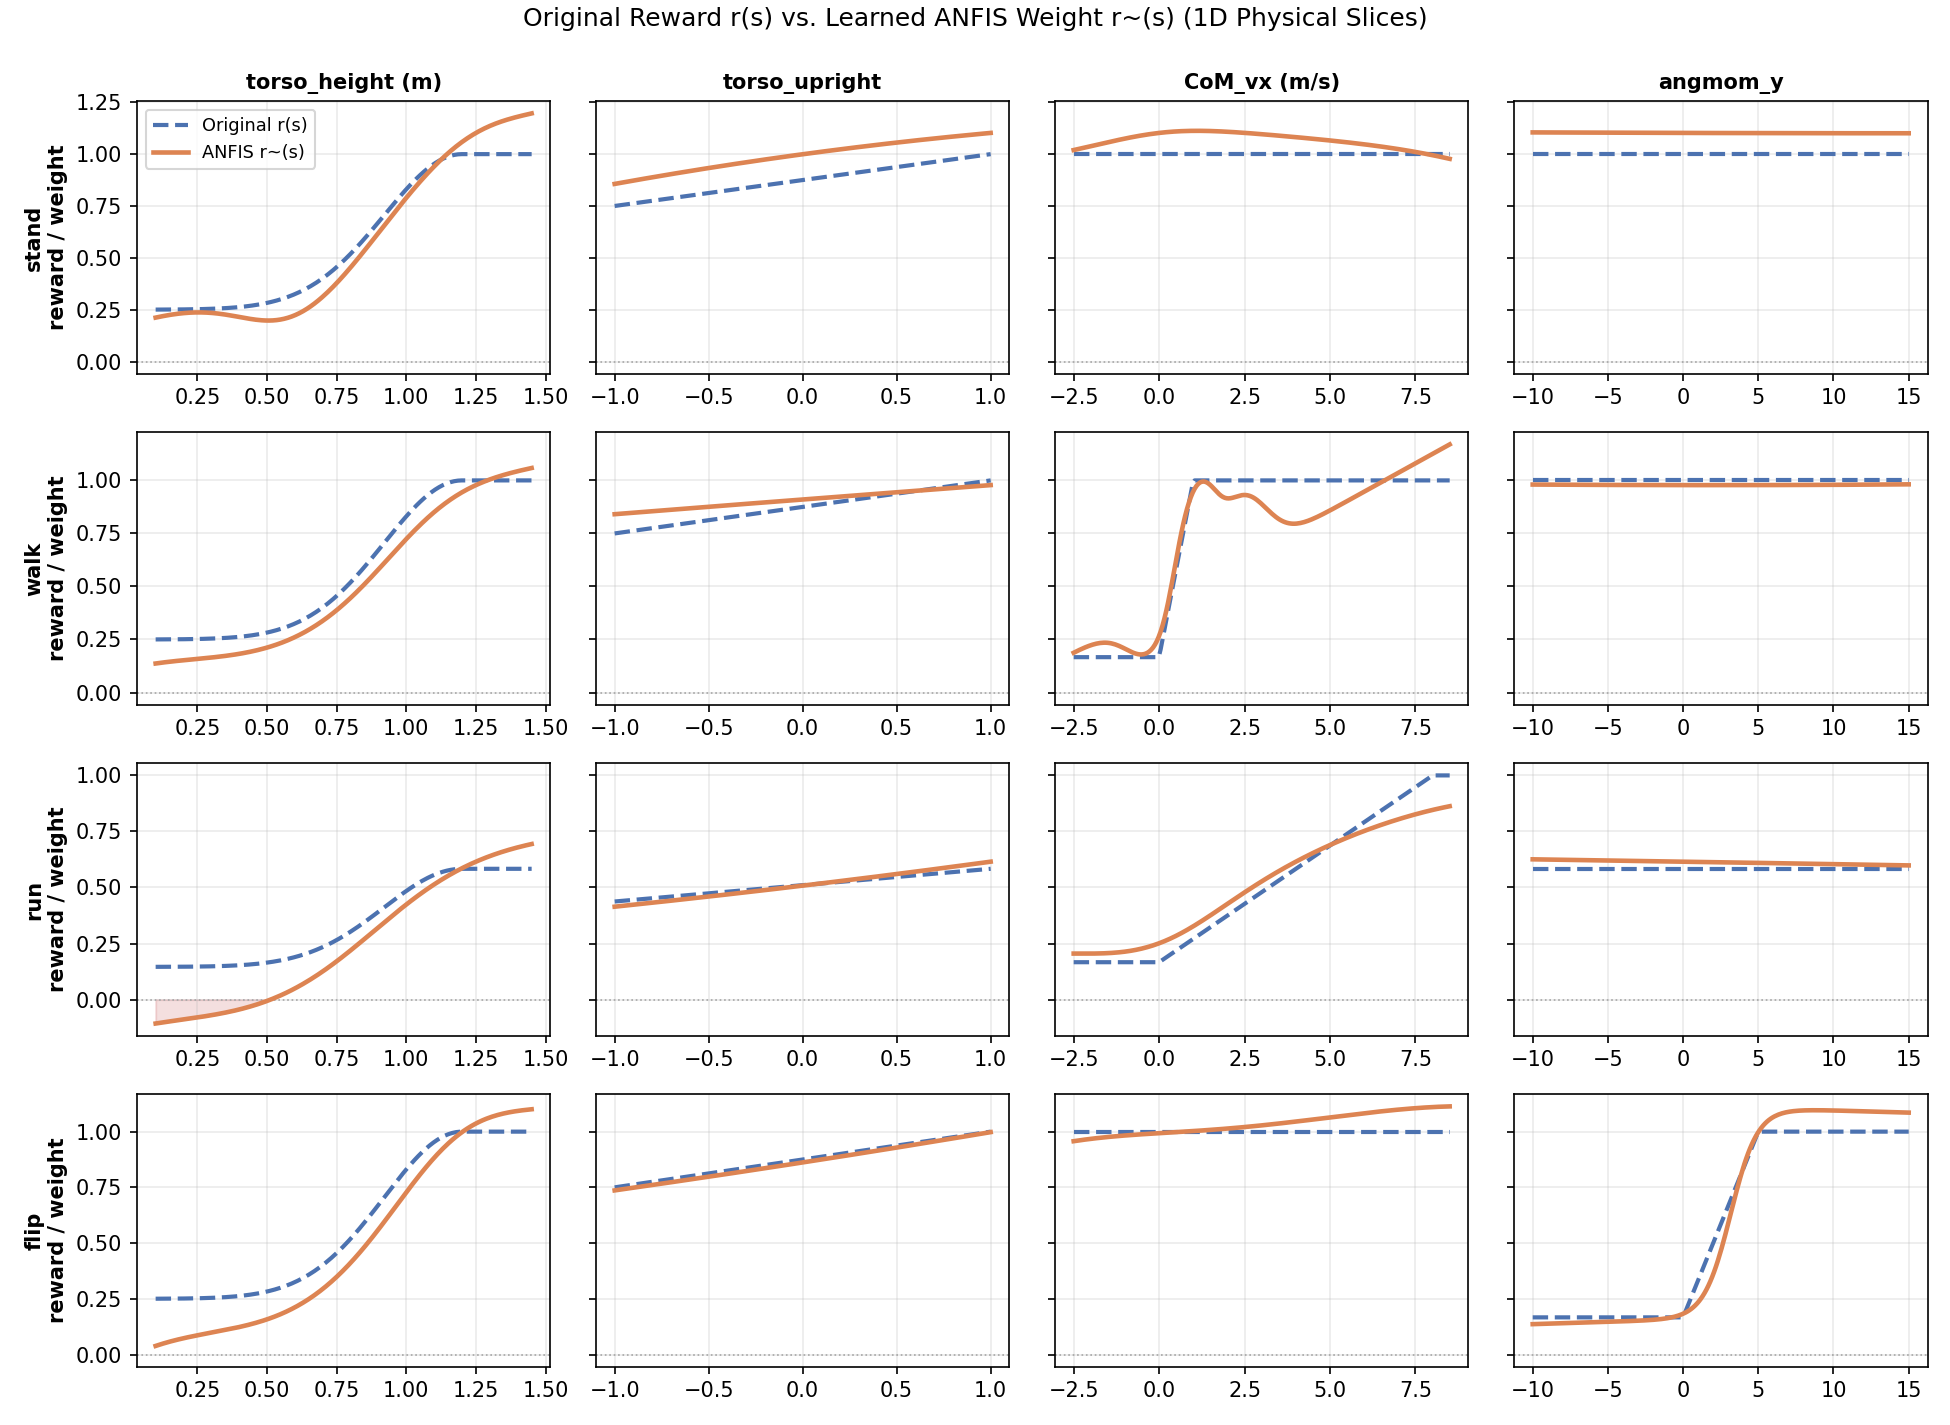 Original Reward r(s) vs. Learned ANFIS Weight r~(s) (1D Physical Slices)
torso_height (m)
torso_upright
CoM_vx (m/s)
angmom_y
stand
reward / weight
1.25
1.00
0.75
0.50
0.25
0.00
Original r(s)
ANFIS r~(s)
0.25 0.50 0.75 1.00 1.25 1.50
−1.0 −0.5 0.0 0.5 1.0
−2.5 0.0 2.5 5.0 7.5
−10 −5 0 5 10 15
walk
reward / weight
1.00
0.75
0.50
0.25
0.00
0.25 0.50 0.75 1.00 1.25 1.50
−1.0 −0.5 0.0 0.5 1.0
−2.5 0.0 2.5 5.0 7.5
−10 −5 0 5 10 15
run
reward / weight
1.00
0.75
0.50
0.25
0.00
0.25 0.50 0.75 1.00 1.25 1.50
−1.0 −0.5 0.0 0.5 1.0
−2.5 0.0 2.5 5.0 7.5
−10 −5 0 5 10 15
flip
reward / weight
1.00
0.75
0.50
0.25
0.00
0.25 0.50 0.75 1.00 1.25 1.50
−1.0 −0.5 0.0 0.5 1.0
−2.5 0.0 2.5 5.0 7.5
−10 −5 0 5 10 15